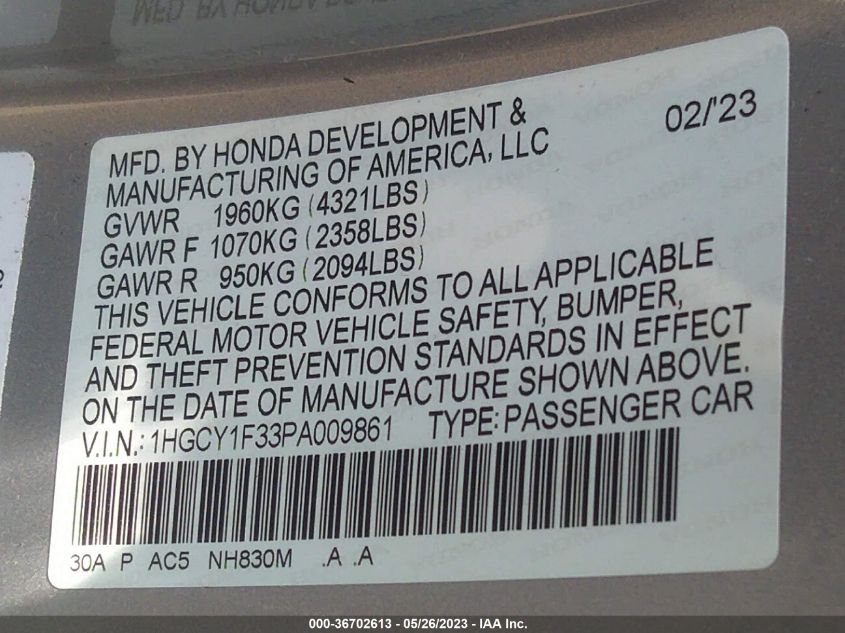 MFD. BY HONDA DEVELOPMENT & 02/'23
MANUFACTURING OF AMERICA, LLC
GVWR 1960KG (4321LBS)
GAWR F 1070KG (2358LBS)
GAWR R 950KG (2094LBS)
THIS VEHICLE CONFORMS TO ALL APPLICABLE
FEDERAL MOTOR VEHICLE SAFETY, BUMPER,
AND THEFT PREVENTION STANDARDS IN EFFECT
ON THE DATE OF MANUFACTURE SHOWN ABOVE.
V.I.N.: 1HGCY1F33PA009861 TYPE: PASSENGER CAR
30A P AC5 NH830M .A .A
000-36702613 - 05/26/2023 - IAA Inc.